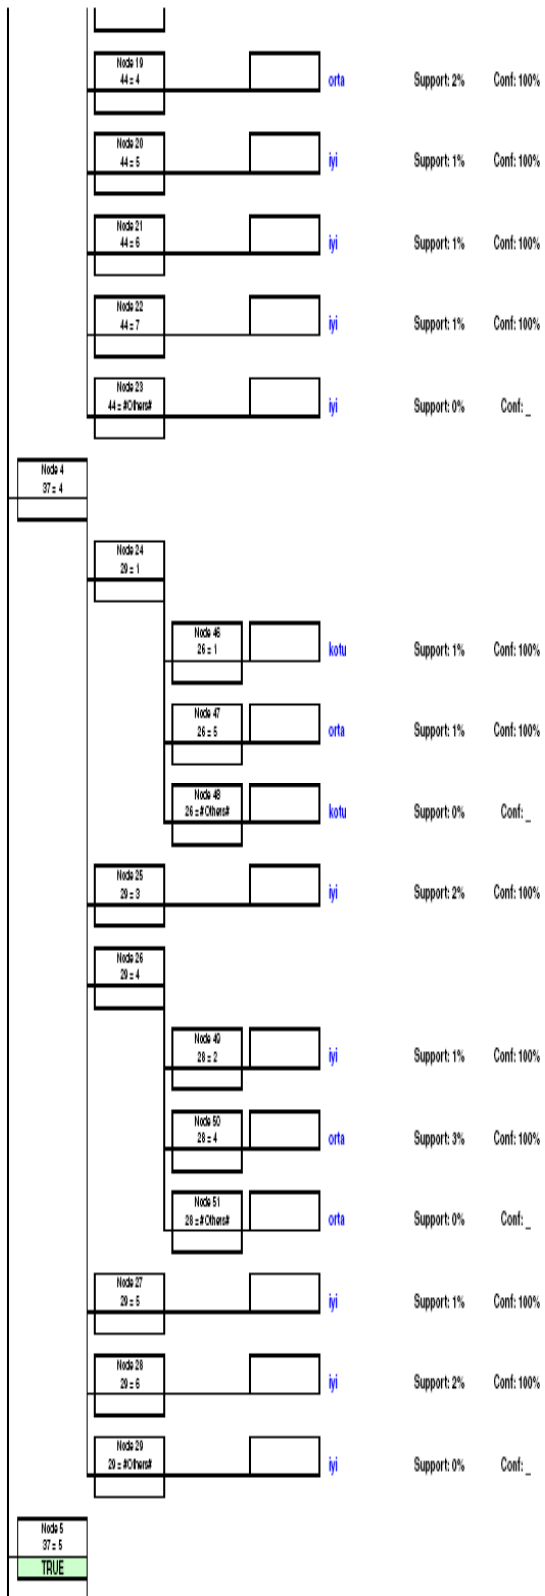 Node 19
44 = 4
orta Support: 2% Conf: 100%
Node 20
44 = 5
iyi Support: 1% Conf: 100%
Node 21
44 = 6
iyi Support: 1% Conf: 100%
Node 22
44 = 7
iyi Support: 1% Conf: 100%
Node 23
44 = #Others#
iyi Support: 0% Conf: _
Node 4
37 = 4
Node 24
29 = 1
Node 46
26 = 1
kotu Support: 1% Conf: 100%
Node 47
26 = 5
orta Support: 1% Conf: 100%
Node 48
26 = #Others#
kotu Support: 0% Conf: _
Node 25
29 = 3
iyi Support: 2% Conf: 100%
Node 26
29 = 4
Node 49
28 = 2
iyi Support: 1% Conf: 100%
Node 50
28 = 4
orta Support: 3% Conf: 100%
Node 51
28 = #Others#
orta Support: 0% Conf: _
Node 27
29 = 5
iyi Support: 1% Conf: 100%
Node 28
29 = 6
iyi Support: 2% Conf: 100%
Node 29
29 = #Others#
iyi Support: 0% Conf: _
Node 5
37 = 5
TRUE